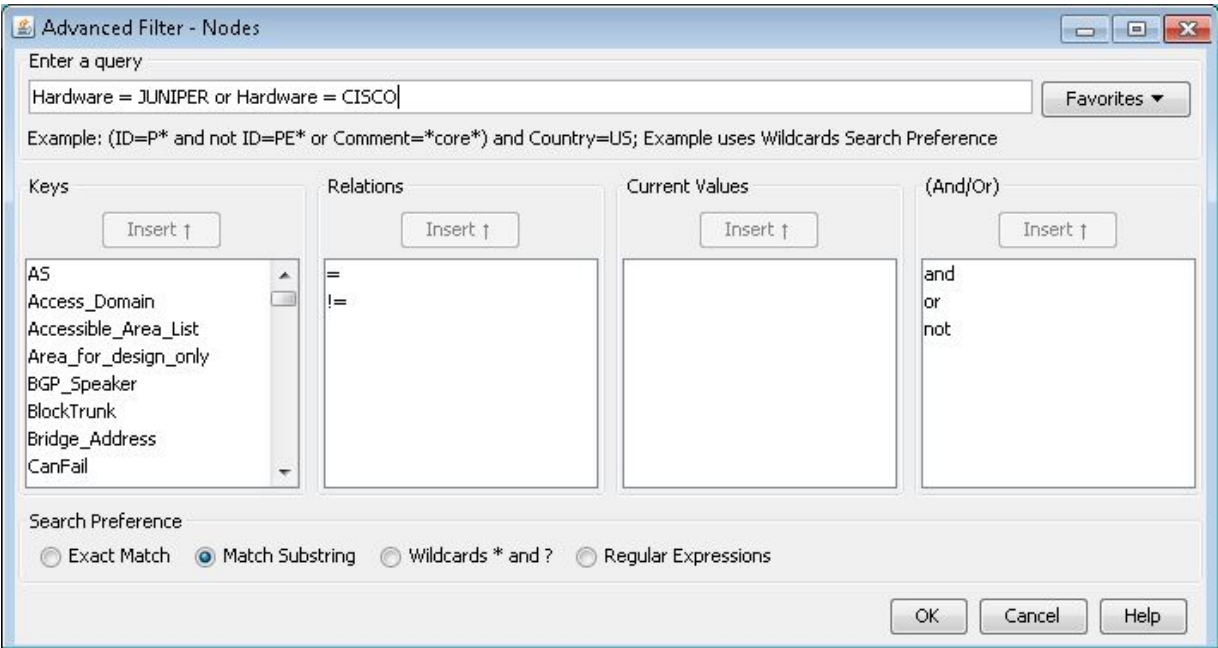 Advanced Filter - Nodes
Enter a query
Hardware = JUNIPER or Hardware = CISCO
Favorites ▼
Example: (ID=P* and not ID=PE* or Comment=*core*) and Country=US; Example uses Wildcards Search Preference
Keys
Relations
Current Values
(And/Or)
Insert ↑
Insert ↑
Insert ↑
Insert ↑
AS
Access_Domain
Accessible_Area_List
Area_for_design_only
BGP_Speaker
BlockTrunk
Bridge_Address
CanFail
=
!=
and
or
not
Search Preference
Exact Match
Match Substring
Wildcards * and ?
Regular Expressions
OK
Cancel
Help